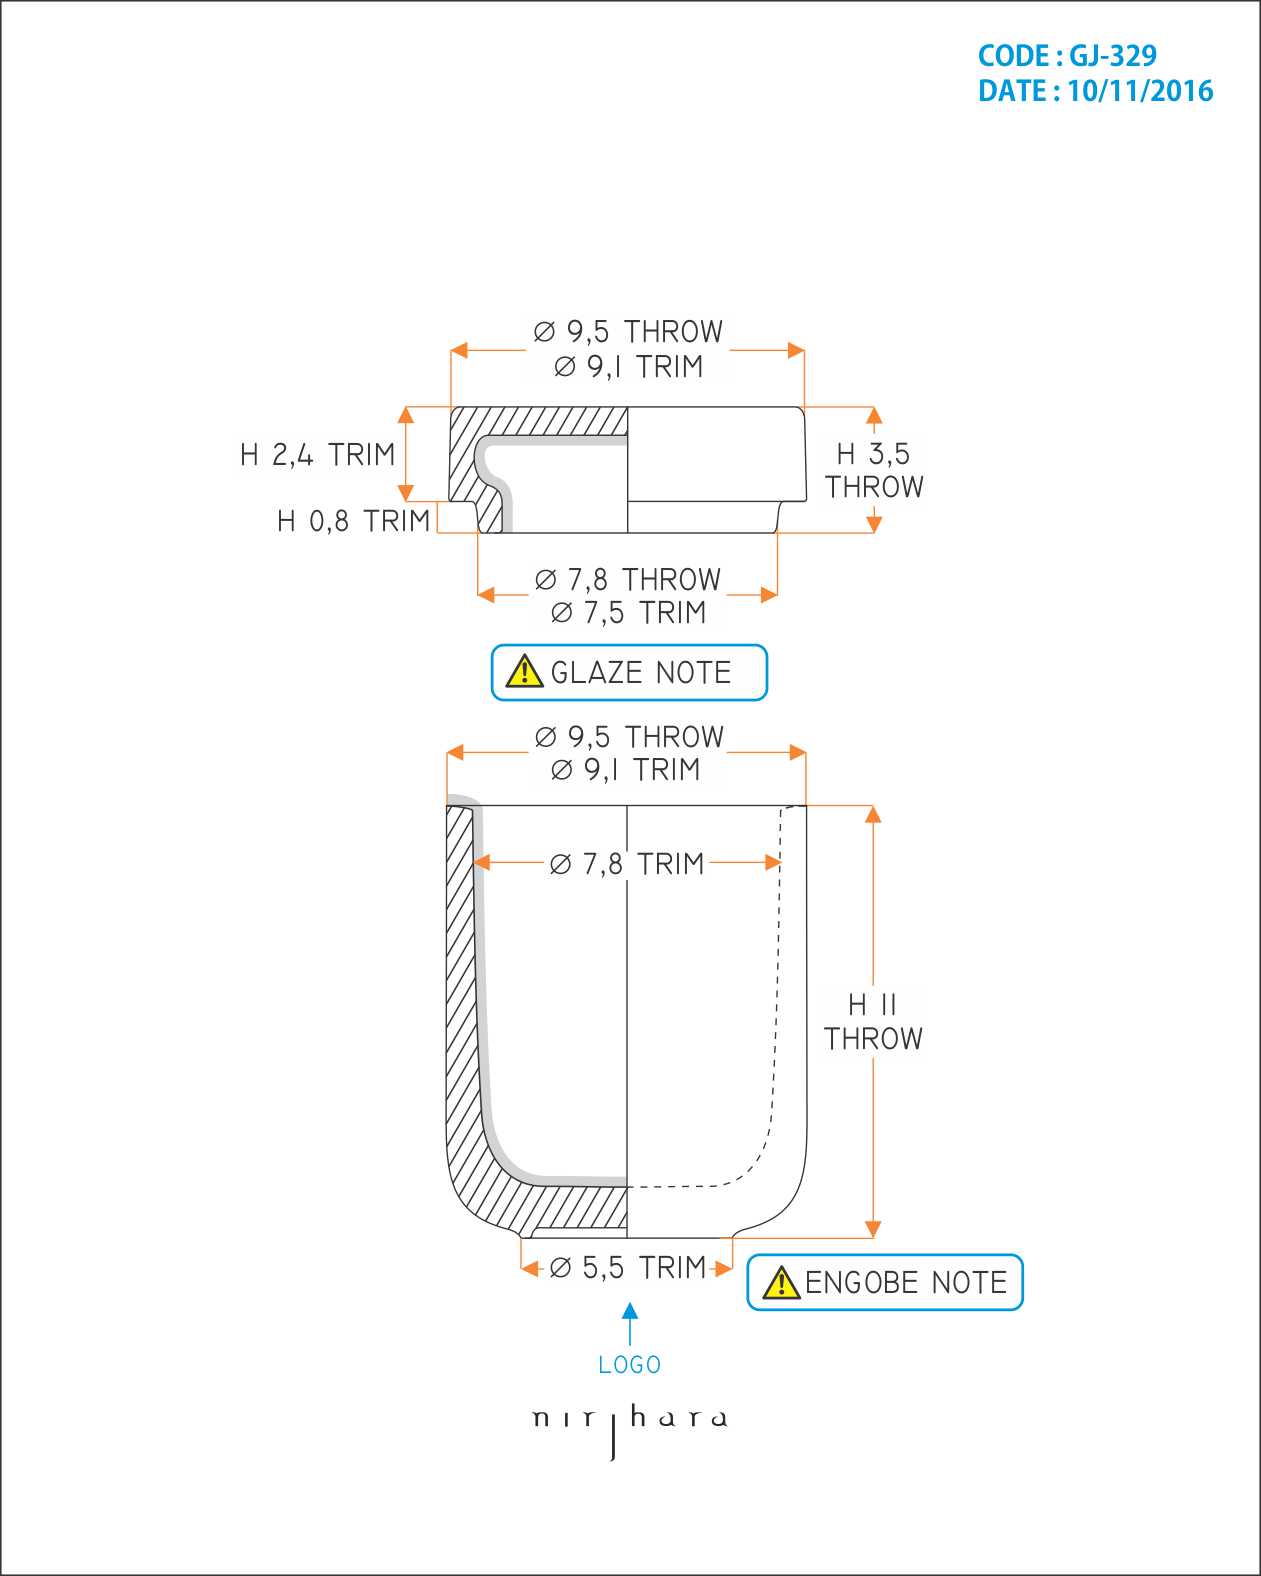 CODE : GJ-329
DATE : 10/11/2016
Ø 9,5 THROW
Ø 9,1 TRIM
H 2,4 TRIM
H 3,5
THROW
H 0,8 TRIM
Ø 7,8 THROW
Ø 7,5 TRIM
GLAZE NOTE
Ø 9,5 THROW
Ø 9,1 TRIM
Ø 7,8 TRIM
H 11
THROW
Ø 5,5 TRIM
ENGOBE NOTE
LOGO
nirjhara